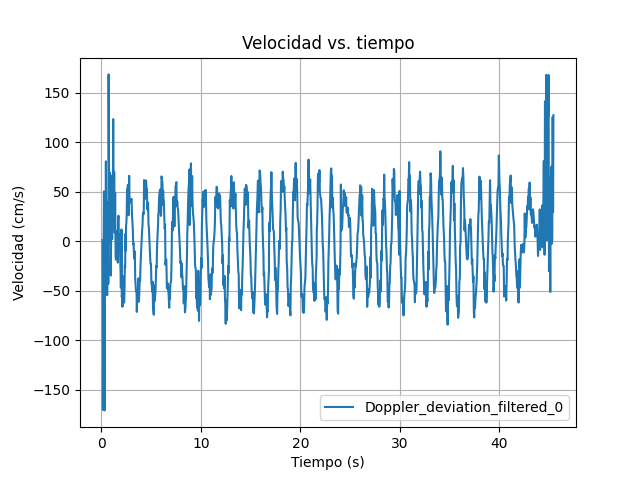 Velocidad vs. tiempo
Velocidad (cm/s)
150
100
50
0
−50
−100
−150
0 10 20 30 40
Tiempo (s)
Doppler_deviation_filtered_0